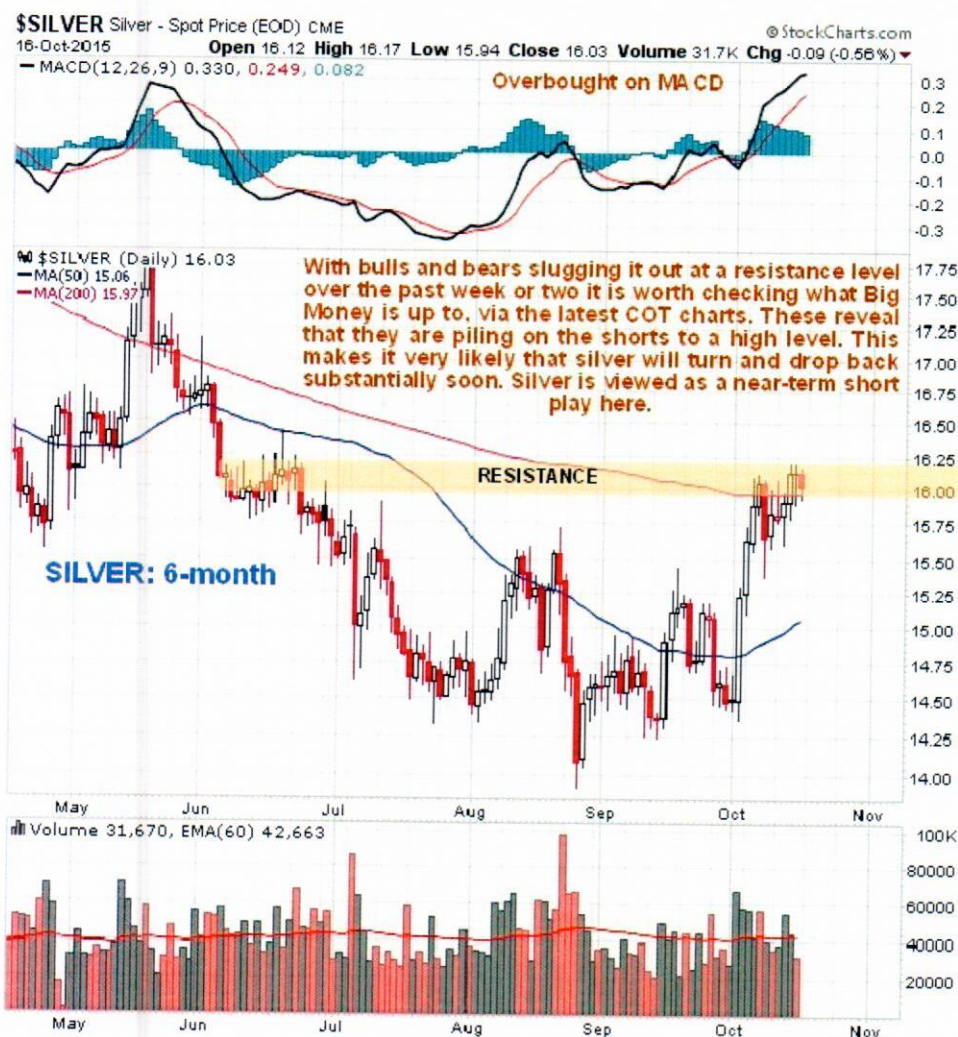 $SILVER Silver - Spot Price (EOD) CME
© StockCharts.com
16-Oct-2015
Open 16.12 High 16.17 Low 15.94 Close 16.03 Volume 31.7K Chg -0.09 (-0.56%)
MACD(12,26,9) 0.330, 0.249, 0.082
Overbought on MACD
0.3
0.2
0.1
0.0
-0.1
-0.2
-0.3
$SILVER (Daily) 16.03
MA(50) 15.06
MA(200) 15.97
With bulls and bears slugging it out at a resistance level
over the past week or two it is worth checking what Big
Money is up to, via the latest COT charts. These reveal
that they are piling on the shorts to a high level. This
makes it very likely that silver will turn and drop back
substantially soon. Silver is viewed as a near-term short
play here.
17.75
17.50
17.25
17.00
16.75
16.50
16.25
16.00
15.75
15.50
15.25
15.00
14.75
14.50
14.25
14.00
RESISTANCE
SILVER: 6-month
May Jun Jul Aug Sep Oct Nov
Volume 31,670, EMA(60) 42,663
100K
80000
60000
40000
20000
May Jun Jul Aug Sep Oct Nov